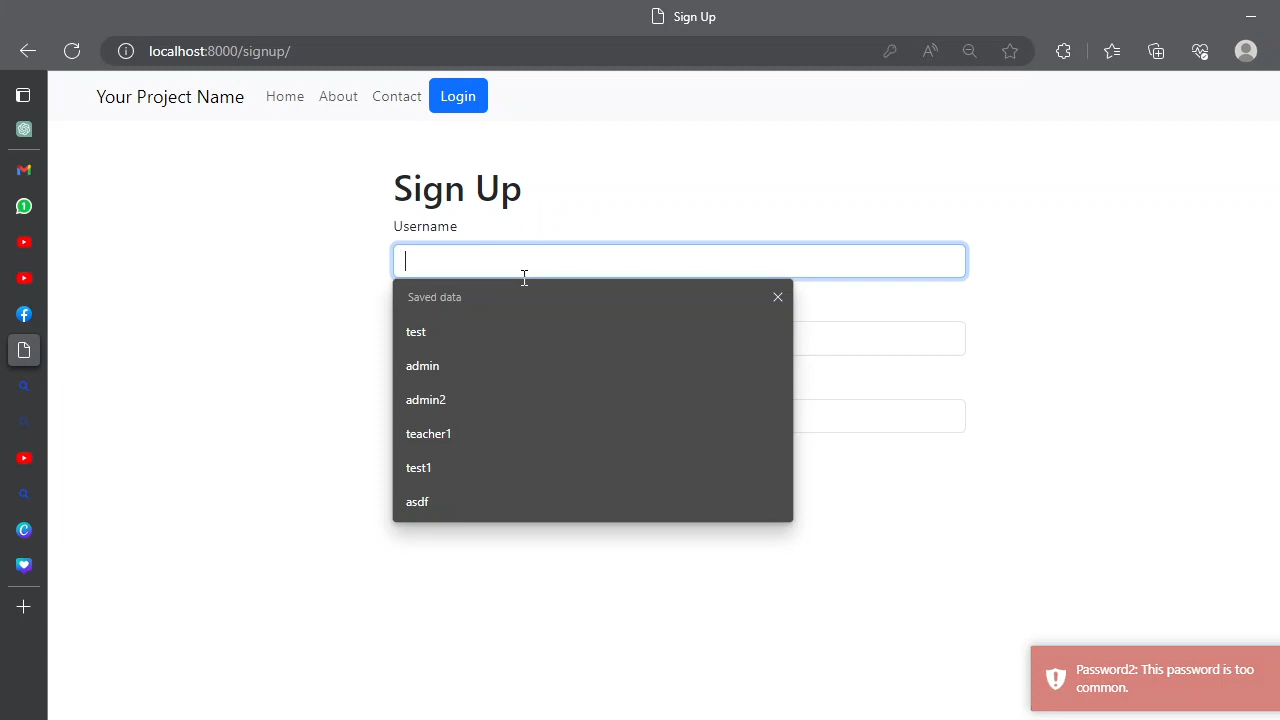 Sign Up
localhost:8000/signup/
Your Project Name Home About Contact Login
Sign Up
Username
Saved data
test
admin
admin2
teacher1
test1
asdf
Password2: This password is too
common.